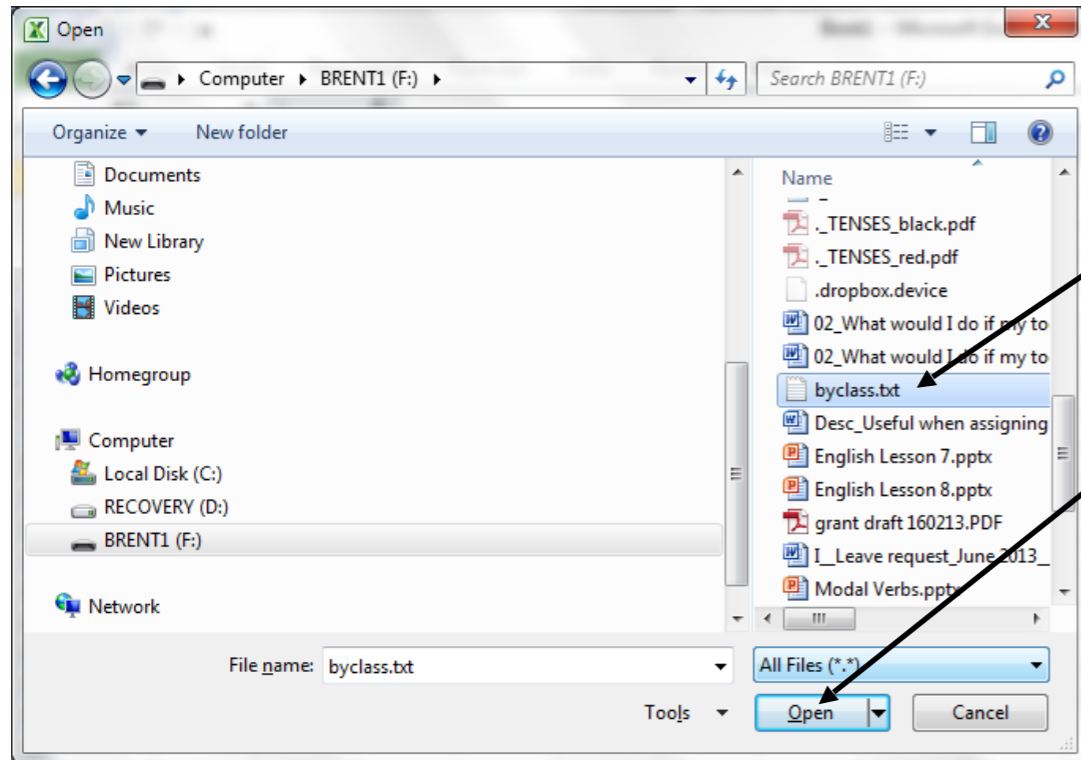 Open
Computer ▸ BRENT1 (F:) ▸
Search BRENT1 (F:)
Organize
New folder
Documents
Music
New Library
Pictures
Videos
Homegroup
Computer
Local Disk (C:)
RECOVERY (D:)
BRENT1 (F:)
Network
Name
._TENSES_black.pdf
._TENSES_red.pdf
.dropbox.device
02_What would I do if my to
02_What would I do if my to
byclass.txt
Desc_Useful when assigning
English Lesson 7.pptx
English Lesson 8.pptx
grant draft 160213.PDF
I__Leave request_June 2013_
Modal Verbs.pptx
File name: byclass.txt
All Files (*.*)
Tools
Open
Cancel